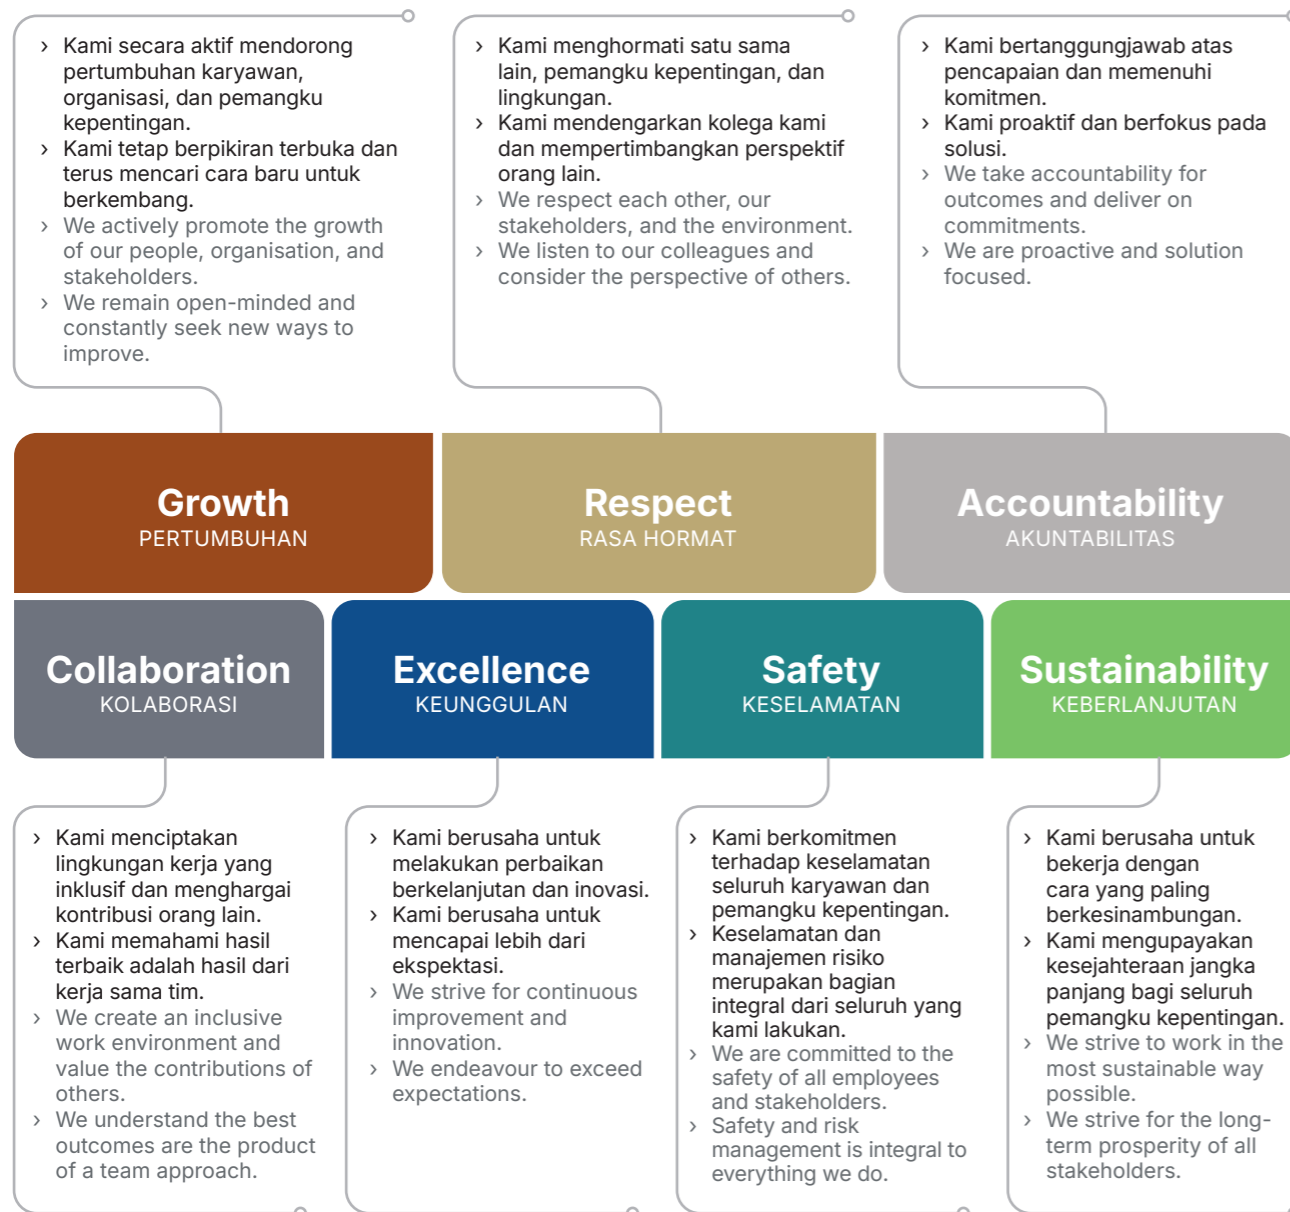 › Kami secara aktif mendorong
pertumbuhan karyawan,
organisasi, dan pemangku
kepentingan.
› Kami tetap berpikiran terbuka dan
terus mencari cara baru untuk
berkembang.
› We actively promote the growth
of our people, organisation, and
stakeholders.
› We remain open-minded and
constantly seek new ways to
improve.
› Kami menghormati satu sama
lain, pemangku kepentingan, dan
lingkungan.
› Kami mendengarkan kolega kami
dan mempertimbangkan perspektif
orang lain.
› We respect each other, our
stakeholders, and the environment.
› We listen to our colleagues and
consider the perspective of others.
› Kami bertanggungjawab atas
pencapaian dan memenuhi
komitmen.
› Kami proaktif dan berfokus pada
solusi.
› We take accountability for
outcomes and deliver on
commitments.
› We are proactive and solution
focused.
Growth
PERTUMBUHAN
Respect
RASA HORMAT
Accountability
AKUNTABILITAS
Collaboration
KOLABORASI
Excellence
KEUNGGULAN
Safety
KESELAMATAN
Sustainability
KEBERLANJUTAN
› Kami menciptakan
lingkungan kerja yang
inklusif dan menghargai
kontribusi orang lain.
› Kami memahami hasil
terbaik adalah hasil dari
kerja sama tim.
› We create an inclusive
work environment and
value the contributions of
others.
› We understand the best
outcomes are the product
of a team approach.
› Kami berusaha untuk
melakukan perbaikan
berkelanjutan dan inovasi.
› Kami berusaha untuk
mencapai lebih dari
ekspektasi.
› We strive for continuous
improvement and
innovation.
› We endeavour to exceed
expectations.
› Kami berkomitmen
terhadap keselamatan
seluruh karyawan dan
pemangku kepentingan.
› Keselamatan dan
manajemen risiko
merupakan bagian
integral dari seluruh yang
kami lakukan.
› We are committed to the
safety of all employees
and stakeholders.
› Safety and risk
management is integral to
everything we do.
› Kami berusaha untuk
bekerja dengan
cara yang paling
berkesinambungan.
› Kami mengupayakan
kesejahteraan jangka
panjang bagi seluruh
pemangku kepentingan.
› We strive to work in the
most sustainable way
possible.
› We strive for the long-
term prosperity of all
stakeholders.